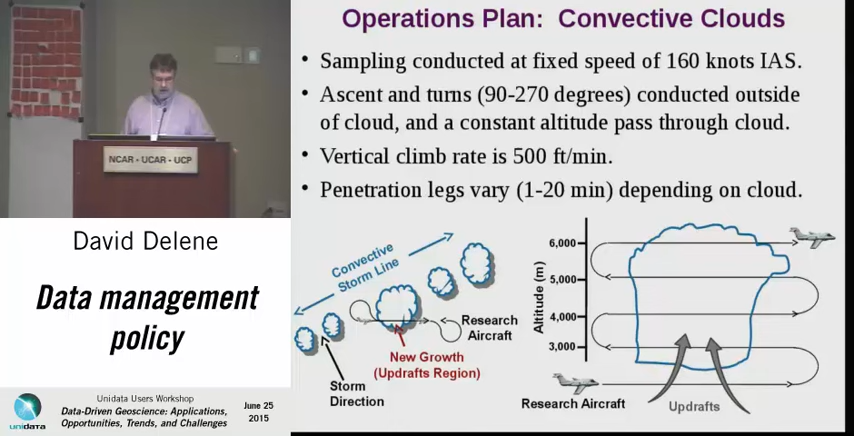 Operations Plan: Convective Clouds
• Sampling conducted at fixed speed of 160 knots IAS.
• Ascent and turns (90-270 degrees) conducted outside
of cloud, and a constant altitude pass through cloud.
• Vertical climb rate is 500 ft/min.
• Penetration legs vary (1-20 min) depending on cloud.
NCAR • UCAR • UCP
David Delene
Data management
policy
Unidata Users Workshop
Data-Driven Geoscience: Applications,
Opportunities, Trends, and Challenges
June 25
2015
unidata
Convective
Storm Line
Research
Aircraft
New Growth
(Updrafts Region)
Storm
Direction
Altitude (m)
6,000
5,000
4,000
3,000
Research Aircraft
Updrafts